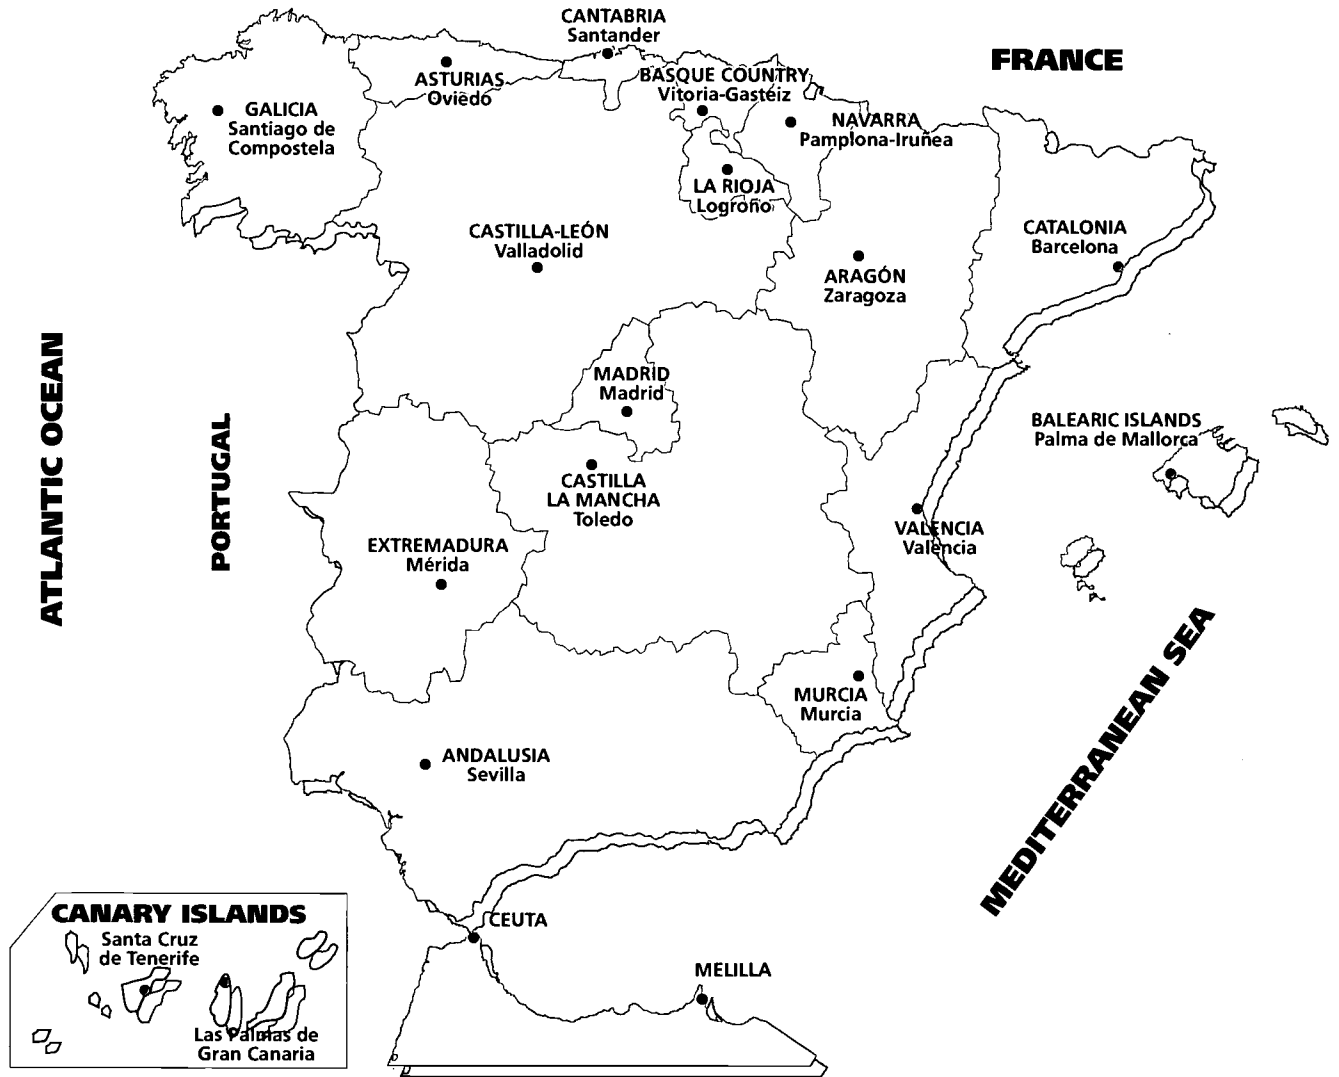 CANTABRIA
Santander
FRANCE
ASTURIAS
Oviedo
BASQUE COUNTRY
Vitoria-Gasteiz
GALICIA
Santiago de
Compostela
NAVARRA
Pamplona-Iruñea
LA RIOJA
Logroño
CASTILLA-LEÓN
Valladolid
CATALONIA
Barcelona
ARAGÓN
Zaragoza
ATLANTIC OCEAN
PORTUGAL
MADRID
Madrid
BALEARIC ISLANDS
Palma de Mallorca
CASTILLA
LA MANCHA
Toledo
VALENCIA
Valencia
EXTREMADURA
Mérida
MEDITERRANEAN SEA
MURCIA
Murcia
ANDALUSIA
Sevilla
CEUTA
MELILLA
CANARY ISLANDS
Santa Cruz
de Tenerife
Las Palmas de
Gran Canaria